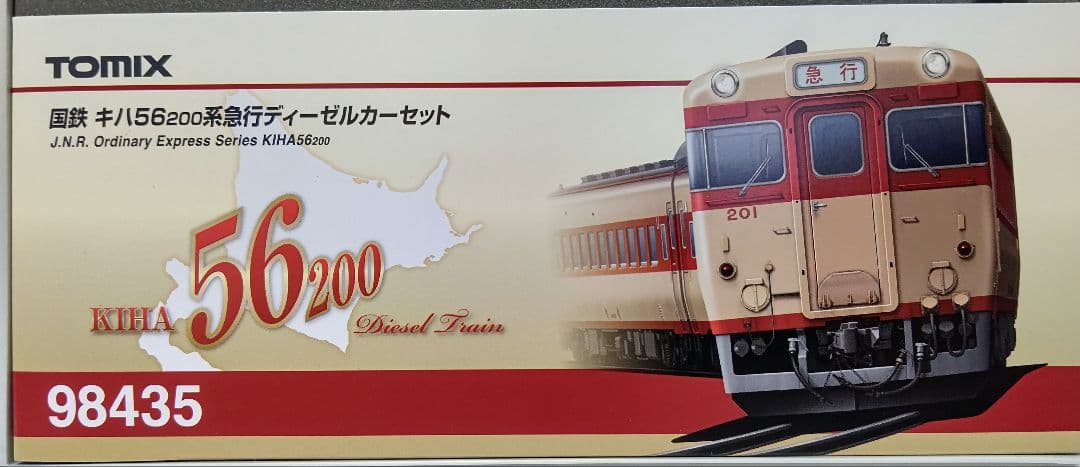 TOMIX
国鉄 キハ56200系急行ディーゼルカーセット
J.N.R. Ordinary Express Series KIHA56200
急行
201
KIHA 56200
Diesel Train
98435